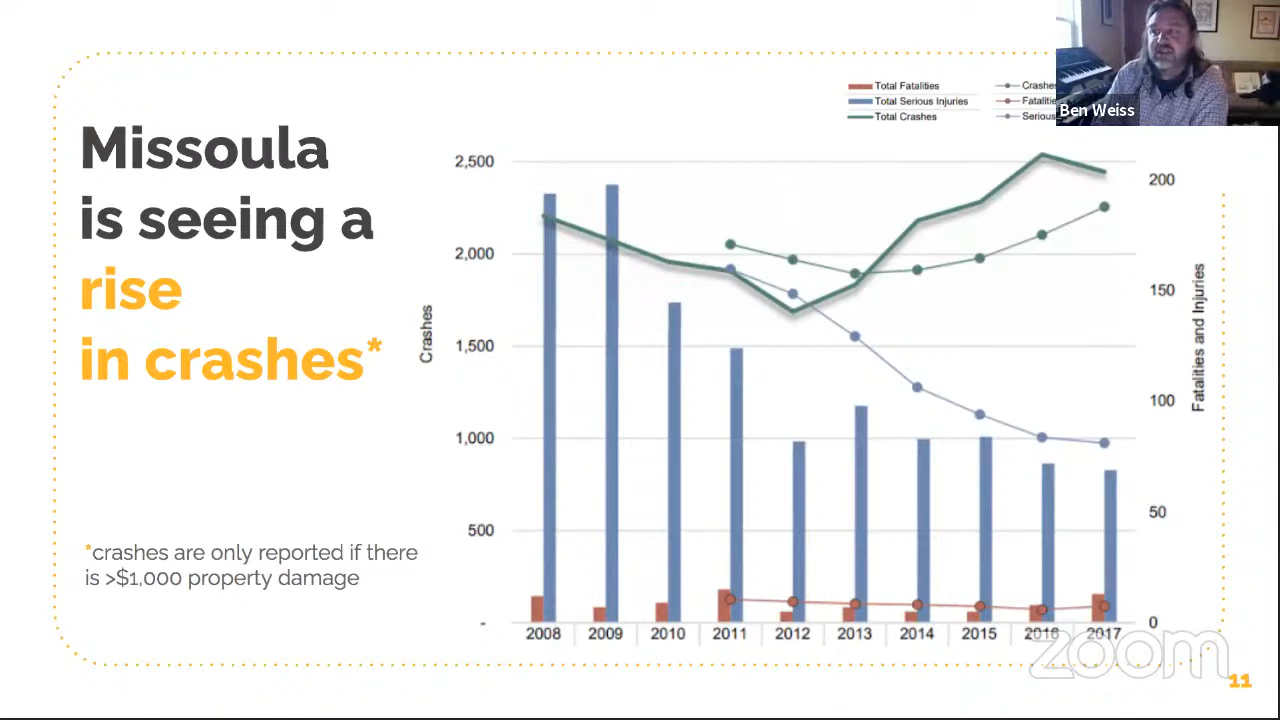 Missoula
is seeing a
rise
in crashes*
*crashes are only reported if there
is >$1,000 property damage
Total Fatalities
Total Serious Injuries
Total Crashes
Serious
Ben Weiss
Crashes
2,500
2,000
1,500
1,000
500
-
200
150
100
50
0
Fatalities and Injuries
2008 2009 2010 2011 2012 2013 2014 2015 2016 2017
zoom
11